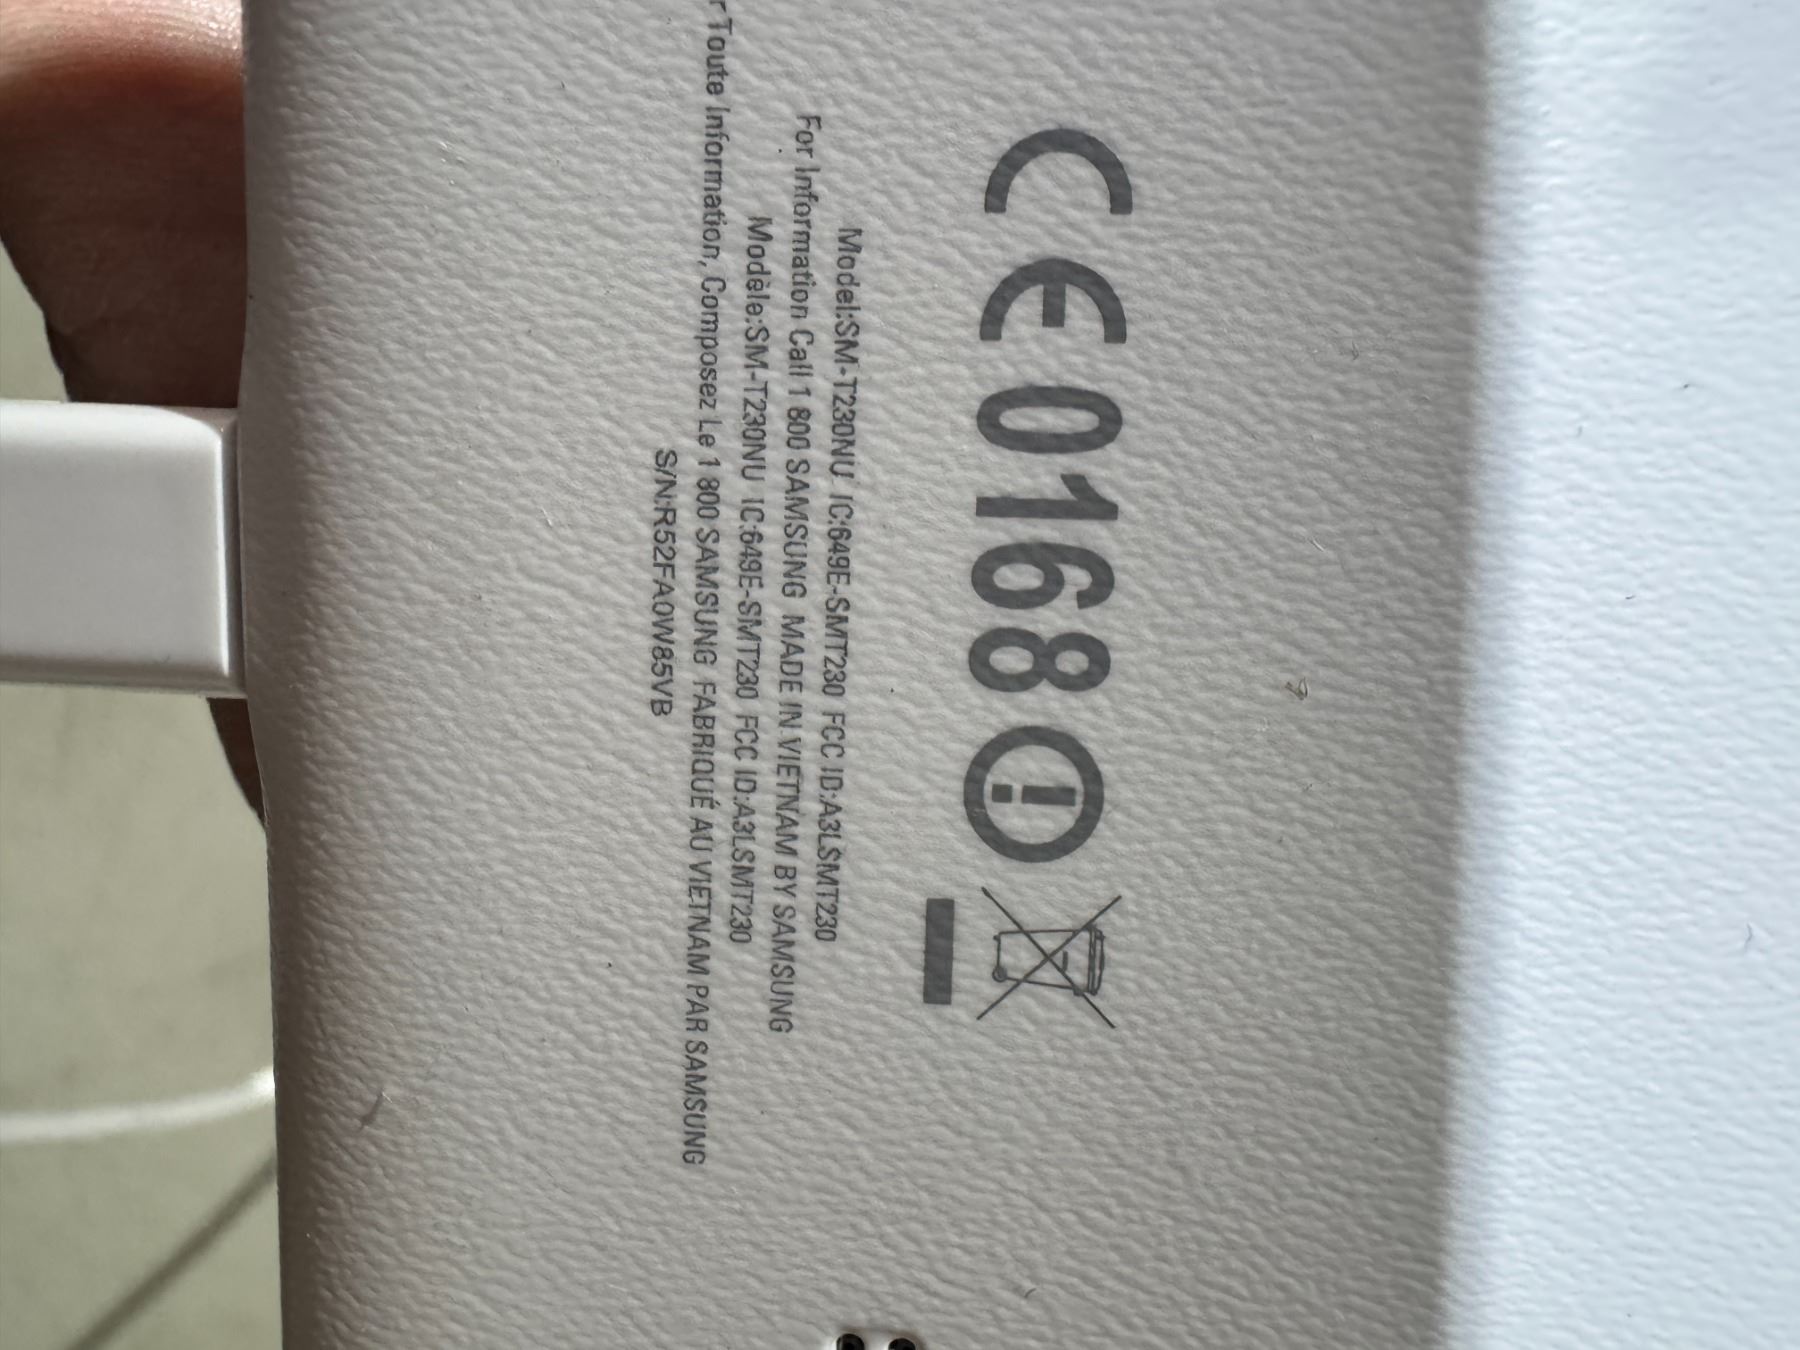 CE 0168
Model:SM-T230NU IC:649E-SMT230 FCC ID:A3LSMT230
For Information Call 1 800 SAMSUNG MADE IN VIETNAM BY SAMSUNG
Modèle:SM-T230NU IC:649E-SMT230 FCC ID:A3LSMT230
r Toute Information, Composez Le 1 800 SAMSUNG FABRIQUÉ AU VIETNAM PAR SAMSUNG
S/N:R52FA0W85VB